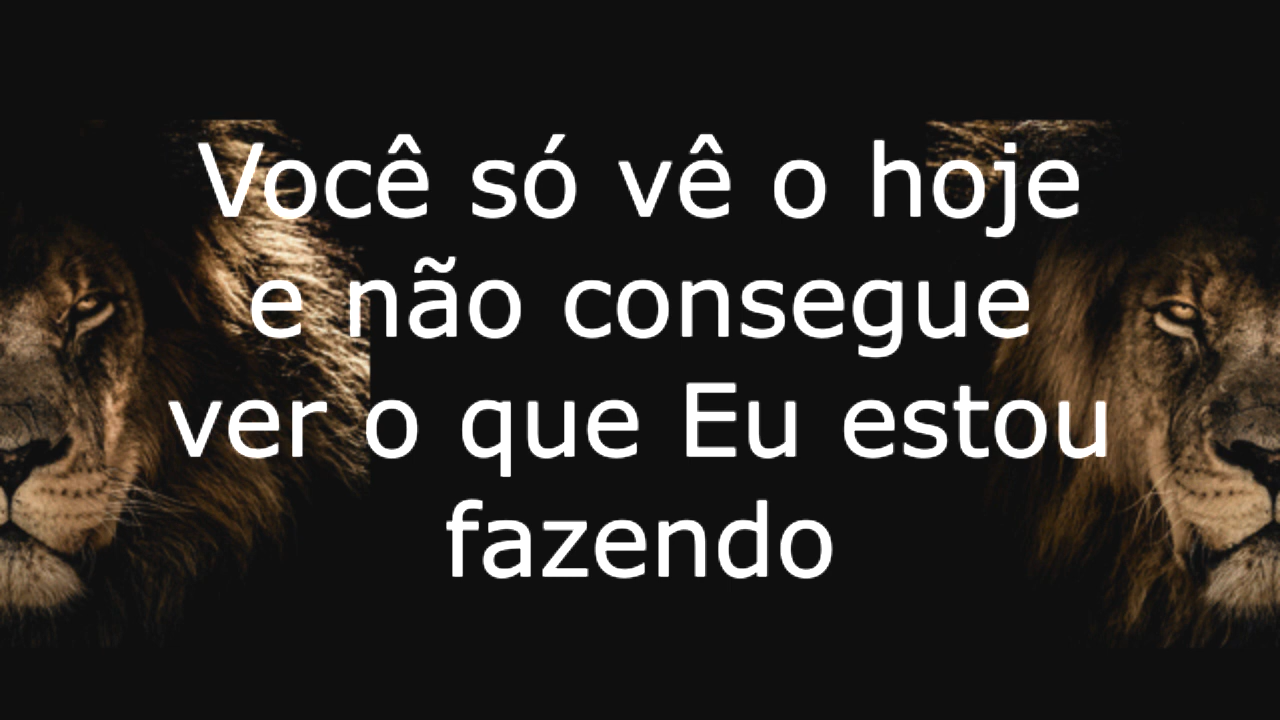 Você só vê o hoje
e não consegue
ver o que Eu estou
fazendo